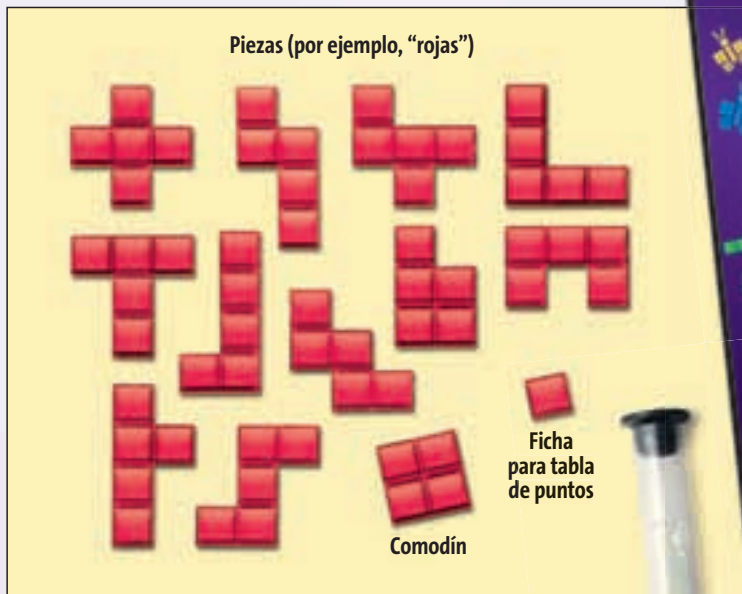 Piezas (por ejemplo, “rojas”)
Ficha
para tabla
de puntos
Comodín